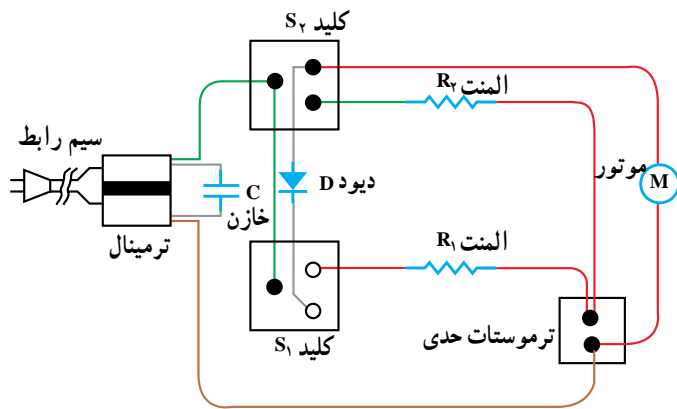 کلید S۲
المنت R۲
سیم رابط
موتور
M
دیود D
C
خازن
ترمینال
المنت R۱
ترموستات حدی
کلید S۱